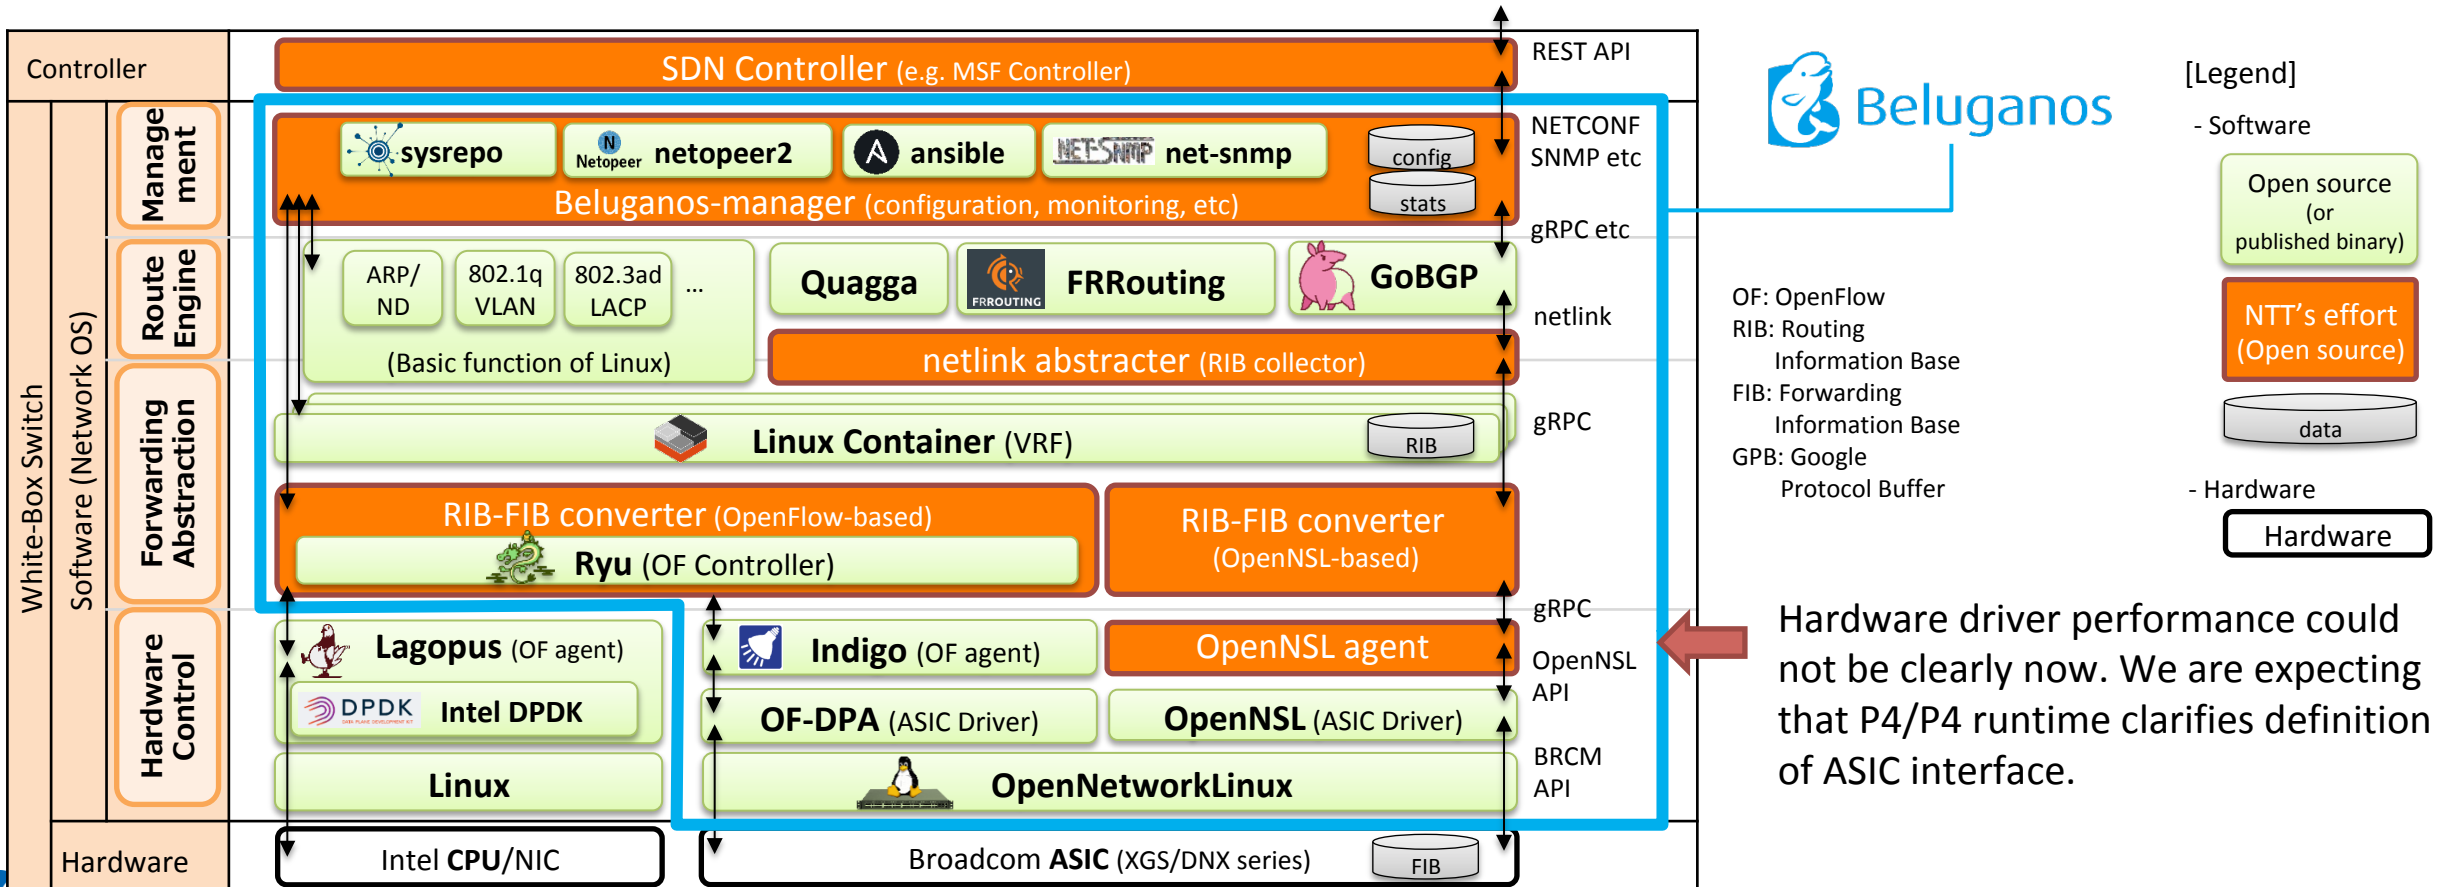 Controller
SDN Controller (e.g. MSF Controller)
REST API
White-Box Switch
Software (Network OS)
Manage
ment
sysrepo
N
Netopeer
netopeer2
ansible
NET-SNMP
net-snmp
config
stats
Beluganos-manager (configuration, monitoring, etc)
NETCONF
SNMP etc
gRPC etc
Route
Engine
ARP/
ND
802.1q
VLAN
802.3ad
LACP
...
(Basic function of Linux)
Quagga
FRROUTING
FRRouting
GoBGP
netlink
netlink abstracter (RIB collector)
Forwarding
Abstraction
Linux Container (VRF)
RIB
gRPC
RIB-FIB converter (OpenFlow-based)
Ryu (OF Controller)
RIB-FIB converter
(OpenNSL-based)
gRPC
Hardware
Control
Lagopus (OF agent)
DPDK
DATA PLANE DEVELOPMENT KIT
Intel DPDK
Linux
Indigo (OF agent)
OpenNSL agent
OpenNSL
API
OF-DPA (ASIC Driver)
OpenNSL (ASIC Driver)
OpenNetworkLinux
BRCM
API
Hardware
Intel CPU/NIC
Broadcom ASIC (XGS/DNX series)
FIB
Beluganos
OF: OpenFlow
RIB: Routing
Information Base
FIB: Forwarding
Information Base
GPB: Google
Protocol Buffer
[Legend]
- Software
Open source
(or
published binary)
NTT's effort
(Open source)
data
- Hardware
Hardware
Hardware driver performance could
not be clearly now. We are expecting
that P4/P4 runtime clarifies definition
of ASIC interface.